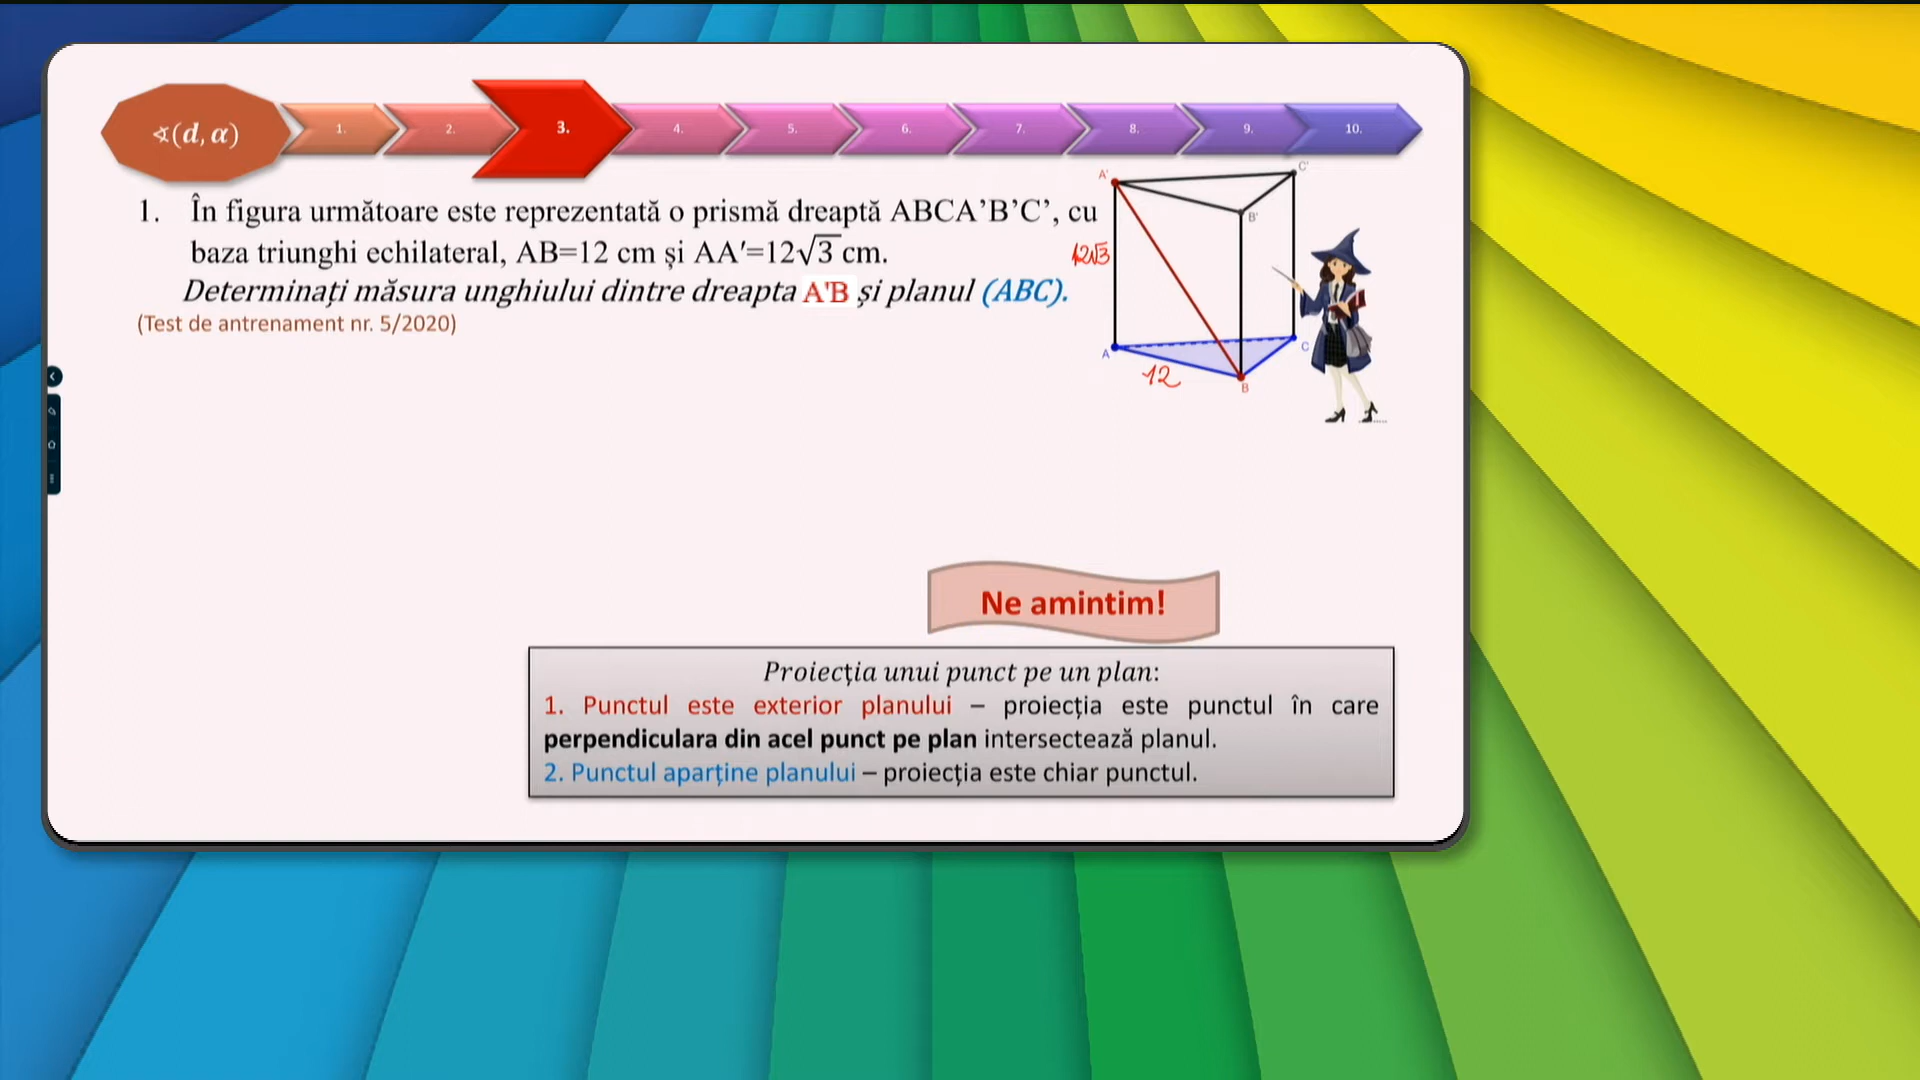 ∢(d, α)
1.
2.
3.
4.
5.
6.
7.
8.
9.
10.
1. În figura următoare este reprezentată o prismă dreaptă ABCA’B’C’, cu
baza triunghi echilateral, AB=12 cm și AA′=12√3 cm.
Determinați măsura unghiului dintre dreapta A'B și planul (ABC).
(Test de antrenament nr. 5/2020)
A'
C'
B'
12√3
A
C
12
B
Ne amintim!
Proiecția unui punct pe un plan:
1. Punctul este exterior planului – proiecția este punctul în care
perpendiculara din acel punct pe plan intersectează planul.
2. Punctul aparține planului – proiecția este chiar punctul.